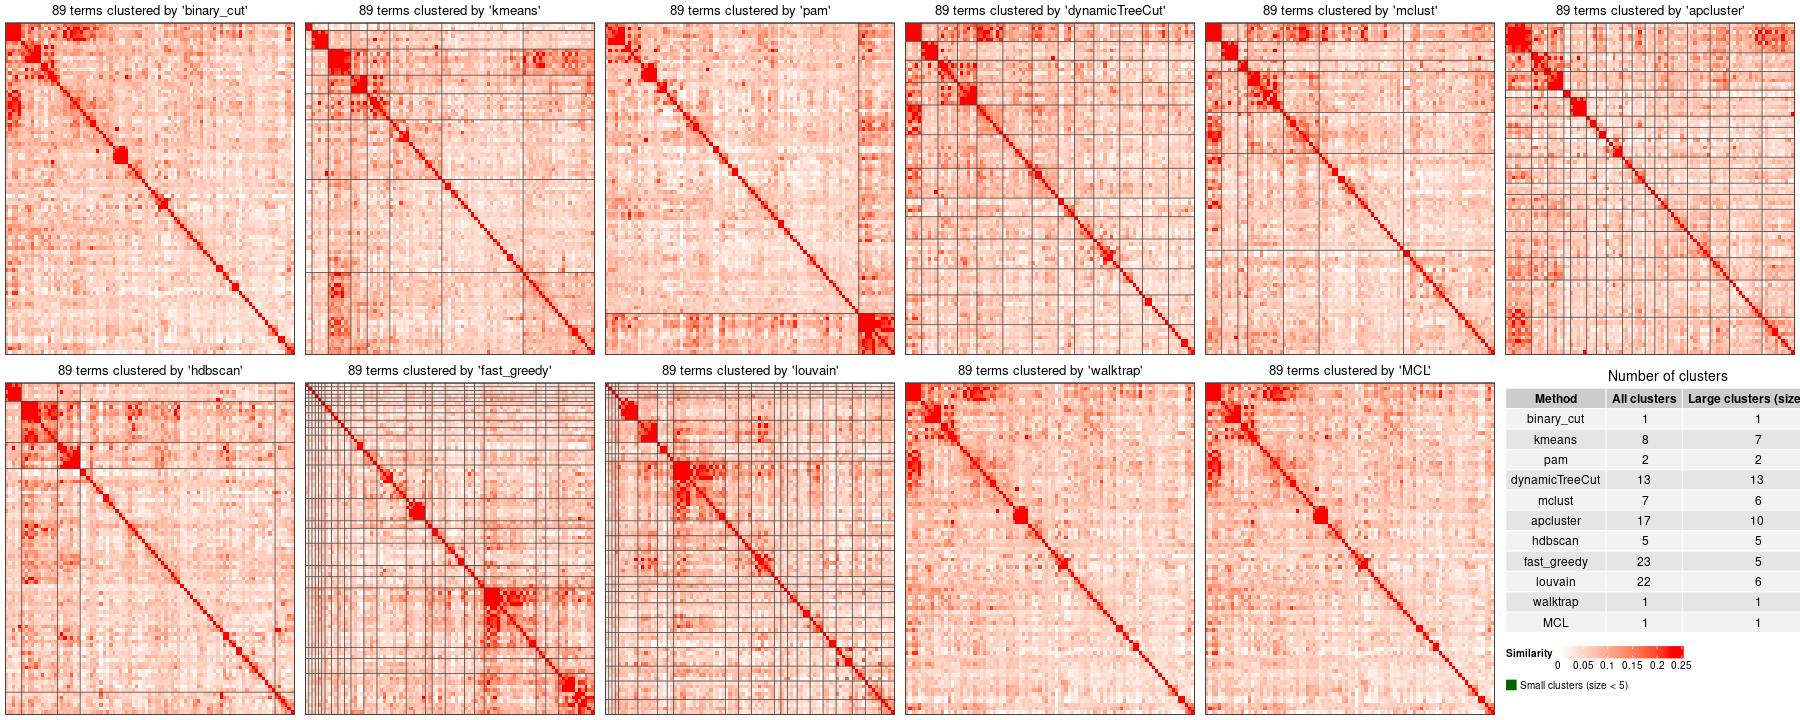 89 terms clustered by 'binary_cut'
89 terms clustered by 'kmeans'
89 terms clustered by 'pam'
89 terms clustered by 'dynamicTreeCut'
89 terms clustered by 'mclust'
89 terms clustered by 'apcluster'
89 terms clustered by 'hdbscan'
89 terms clustered by 'fast_greedy'
89 terms clustered by 'louvain'
89 terms clustered by 'walktrap'
89 terms clustered by 'MCL'
Number of clusters
Method All clusters Large clusters (size
binary_cut 1 1
kmeans 8 7
pam 2 2
dynamicTreeCut 13 13
mclust 7 6
apcluster 17 10
hdbscan 5 5
fast_greedy 23 5
louvain 22 6
walktrap 1 1
MCL 1 1
Similarity
0 0.05 0.1 0.15 0.2 0.25
Small clusters (size < 5)